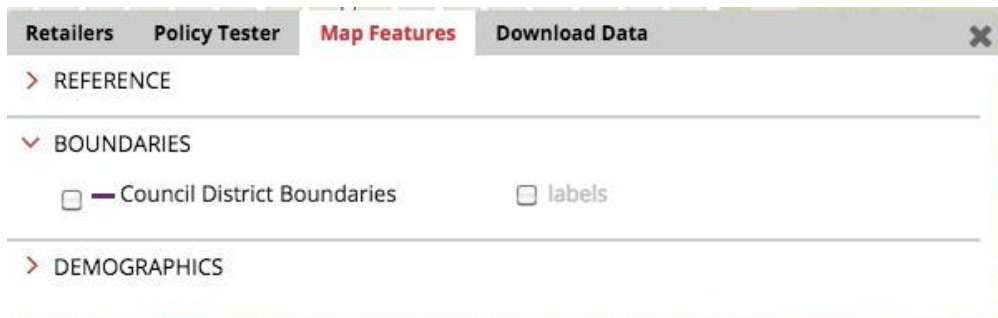 Retailers Policy Tester Map Features Download Data
REFERENCE
BOUNDARIES
Council District Boundaries labels
DEMOGRAPHICS